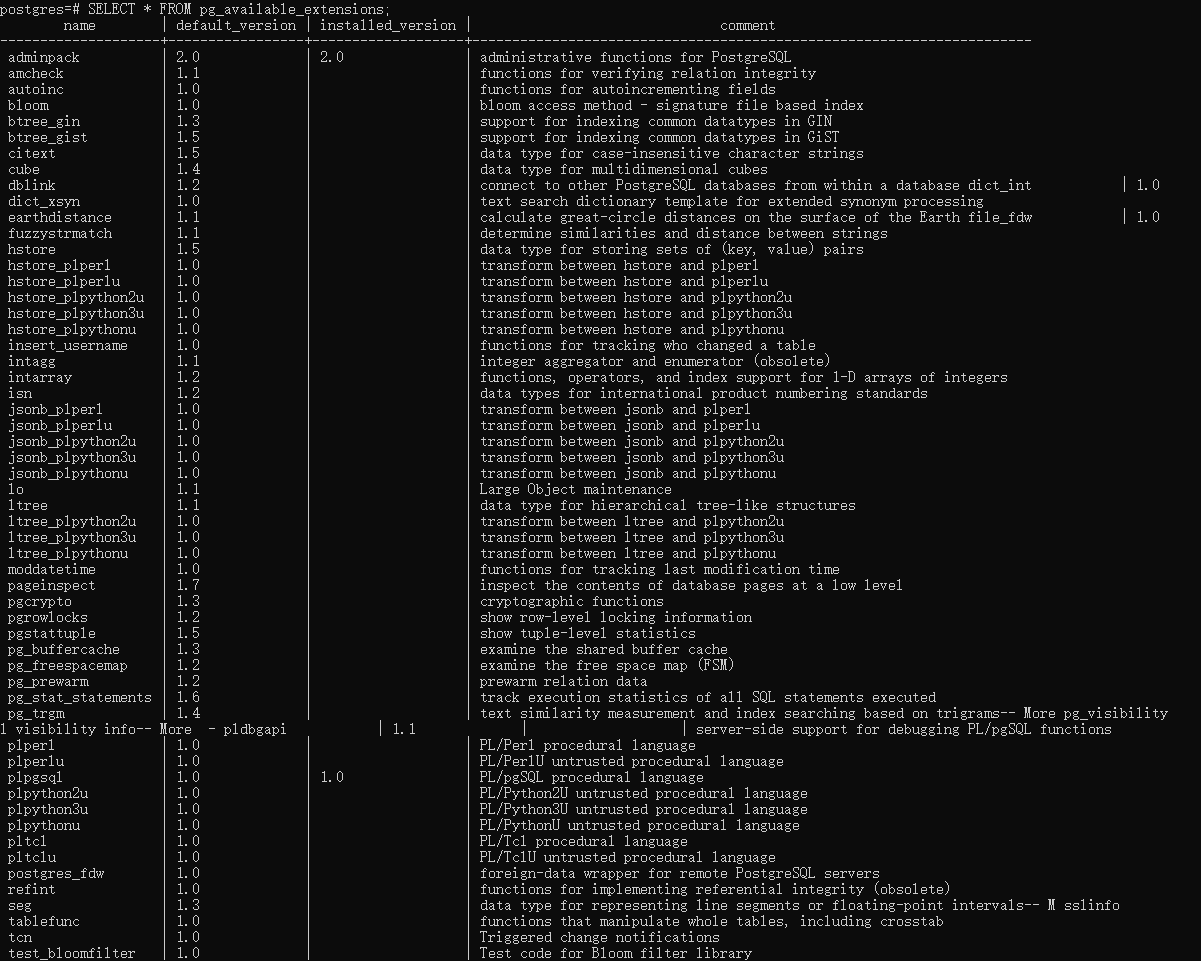 postgres=# SELECT * FROM pg_available_extensions;
name | default_version | installed_version | comment
--------------------+-----------------+-------------------+----------------------------------------------------------------------
adminpack | 2.0 | 2.0 | administrative functions for PostgreSQL
amcheck | 1.1 | | functions for verifying relation integrity
autoinc | 1.0 | | functions for autoincrementing fields
bloom | 1.0 | | bloom access method - signature file based index
btree_gin | 1.3 | | support for indexing common datatypes in GIN
btree_gist | 1.5 | | support for indexing common datatypes in GiST
citext | 1.5 | | data type for case-insensitive character strings
cube | 1.4 | | data type for multidimensional cubes
dblink | 1.2 | | connect to other PostgreSQL databases from within a database dict_int | 1.0
dict_xsyn | 1.0 | | text search dictionary template for extended synonym processing
earthdistance | 1.1 | | calculate great-circle distances on the surface of the Earth file_fdw | 1.0
fuzzystrmatch | 1.1 | | determine similarities and distance between strings
hstore | 1.5 | | data type for storing sets of (key, value) pairs
hstore_plperl | 1.0 | | transform between hstore and plperl
hstore_plperlu | 1.0 | | transform between hstore and plperlu
hstore_plpython2u | 1.0 | | transform between hstore and plpython2u
hstore_plpython3u | 1.0 | | transform between hstore and plpython3u
hstore_plpythonu | 1.0 | | transform between hstore and plpythonu
insert_username | 1.0 | | functions for tracking who changed a table
intagg | 1.1 | | integer aggregator and enumerator (obsolete)
intarray | 1.2 | | functions, operators, and index support for 1-D arrays of integers
isn | 1.2 | | data types for international product numbering standards
jsonb_plperl | 1.0 | | transform between jsonb and plperl
jsonb_plperlu | 1.0 | | transform between jsonb and plperlu
jsonb_plpython2u | 1.0 | | transform between jsonb and plpython2u
jsonb_plpython3u | 1.0 | | transform between jsonb and plpython3u
jsonb_plpythonu | 1.0 | | transform between jsonb and plpythonu
lo | 1.1 | | Large Object maintenance
ltree | 1.1 | | data type for hierarchical tree-like structures
ltree_plpython2u | 1.0 | | transform between ltree and plpython2u
ltree_plpython3u | 1.0 | | transform between ltree and plpython3u
ltree_plpythonu | 1.0 | | transform between ltree and plpythonu
moddatetime | 1.0 | | functions for tracking last modification time
pageinspect | 1.7 | | inspect the contents of database pages at a low level
pgcrypto | 1.3 | | cryptographic functions
pgrowlocks | 1.2 | | show row-level locking information
pgstattuple | 1.5 | | show tuple-level statistics
pg_buffercache | 1.3 | | examine the shared buffer cache
pg_freespacemap | 1.2 | | examine the free space map (FSM)
pg_prewarm | 1.2 | | prewarm relation data
pg_stat_statements | 1.6 | | track execution statistics of all SQL statements executed
pg_trgm | 1.4 | | text similarity measurement and index searching based on trigrams-- More pg_visibility
1 visibility info-- More - pldbgapi | 1.1 | | server-side support for debugging PL/pgSQL functions
plperl | 1.0 | | PL/Perl procedural language
plperlu | 1.0 | | PL/PerlU untrusted procedural language
plpgsql | 1.0 | 1.0 | PL/pgSQL procedural language
plpython2u | 1.0 | | PL/Python2U untrusted procedural language
plpython3u | 1.0 | | PL/Python3U untrusted procedural language
plpythonu | 1.0 | | PL/PythonU untrusted procedural language
pltcl | 1.0 | | PL/Tcl procedural language
pltclu | 1.0 | | PL/TclU untrusted procedural language
postgres_fdw | 1.0 | | foreign-data wrapper for remote PostgreSQL servers
refint | 1.0 | | functions for implementing referential integrity (obsolete)
seg | 1.3 | | data type for representing line segments or floating-point intervals-- M sslinfo
tablefunc | 1.0 | | functions that manipulate whole tables, including crosstab
tcn | 1.0 | | Triggered change notifications
test_bloomfilter | 1.0 | | Test code for Bloom filter library